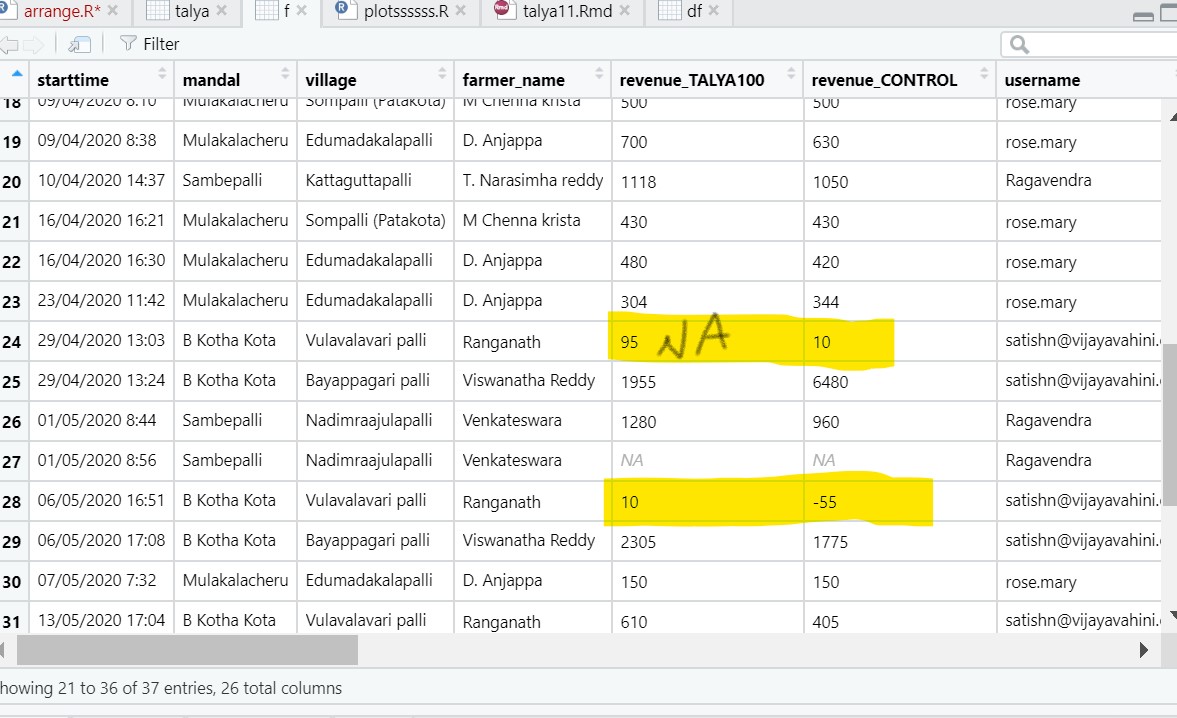 arrange.R* talya f plotssssss.R talya11.Rmd df
Filter
starttime mandal village farmer_name revenue_TALYA100 revenue_CONTROL username
18 09/04/2020 8:10 Mulakalacheru Sompalli (Patakota) M Chenna krista 500 500 rose.mary
19 09/04/2020 8:38 Mulakalacheru Edumadakalapalli D. Anjappa 700 630 rose.mary
20 10/04/2020 14:37 Sambepalli Kattaguttapalli T. Narasimha reddy 1118 1050 Ragavendra
21 16/04/2020 16:21 Mulakalacheru Sompalli (Patakota) M Chenna krista 430 430 rose.mary
22 16/04/2020 16:30 Mulakalacheru Edumadakalapalli D. Anjappa 480 420 rose.mary
23 23/04/2020 11:42 Mulakalacheru Edumadakalapalli D. Anjappa 304 344 rose.mary
24 29/04/2020 13:03 B Kotha Kota Vulavalavari palli Ranganath 95 NA 10 satishn@vijayavahini.
25 29/04/2020 13:24 B Kotha Kota Bayappagari palli Viswanatha Reddy 1955 6480 satishn@vijayavahini.
26 01/05/2020 8:44 Sambepalli Nadimraajulapalli Venkateswara 1280 960 Ragavendra
27 01/05/2020 8:56 Sambepalli Nadimraajulapalli Venkateswara NA NA Ragavendra
28 06/05/2020 16:51 B Kotha Kota Vulavalavari palli Ranganath 10 -55 satishn@vijayavahini.
29 06/05/2020 17:08 B Kotha Kota Bayappagari palli Viswanatha Reddy 2305 1775 satishn@vijayavahini.
30 07/05/2020 7:32 Mulakalacheru Edumadakalapalli D. Anjappa 150 150 rose.mary
31 13/05/2020 17:04 B Kotha Kota Vulavalavari palli Ranganath 610 405 satishn@vijayavahini.
howing 21 to 36 of 37 entries, 26 total columns